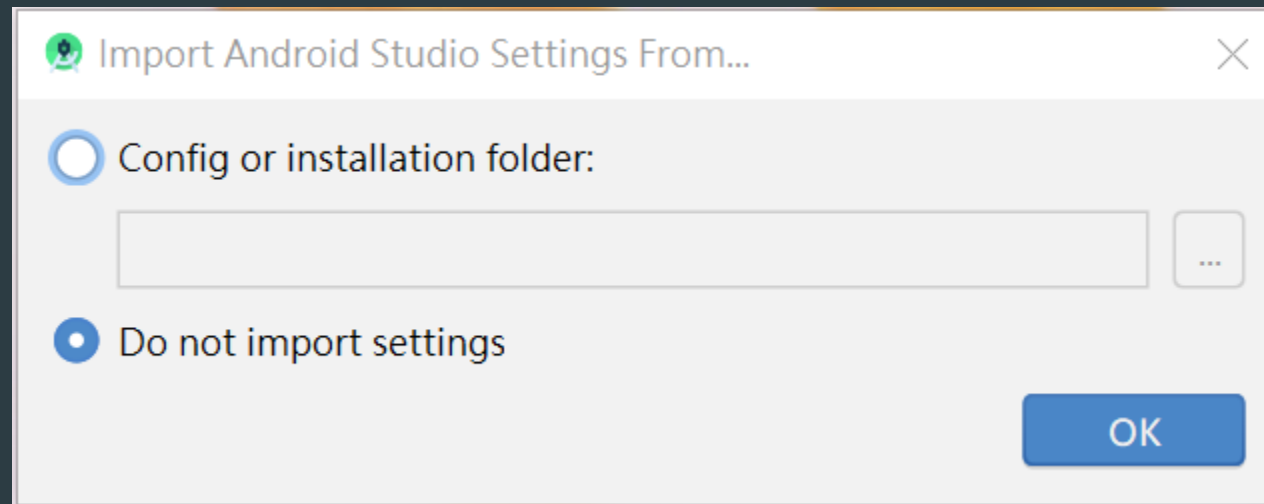 Import Android Studio Settings From...
Config or installation folder:
...
Do not import settings
OK